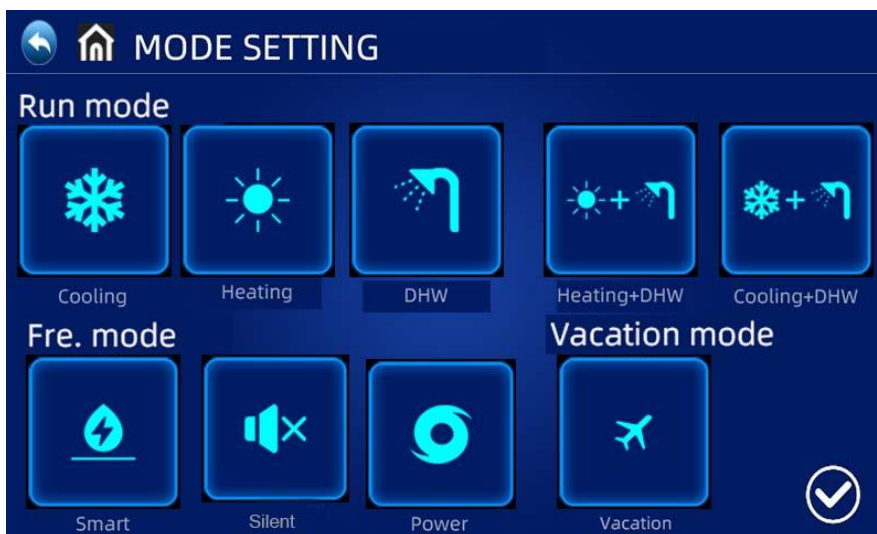 MODE SETTING
Run mode
Cooling Heating DHW Heating+DHW Cooling+DHW
Fre. mode Vacation mode
Smart Silent Power Vacation